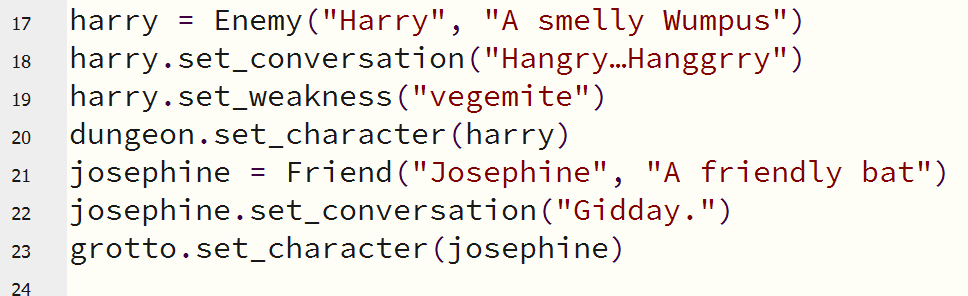 17 harry = Enemy("Harry", "A smelly Wumpus")
18 harry.set_conversation("Hangry…Hanggrry")
19 harry.set_weakness("vegemite")
20 dungeon.set_character(harry)
21 josephine = Friend("Josephine", "A friendly bat")
22 josephine.set_conversation("Gidday.")
23 grotto.set_character(josephine)
24